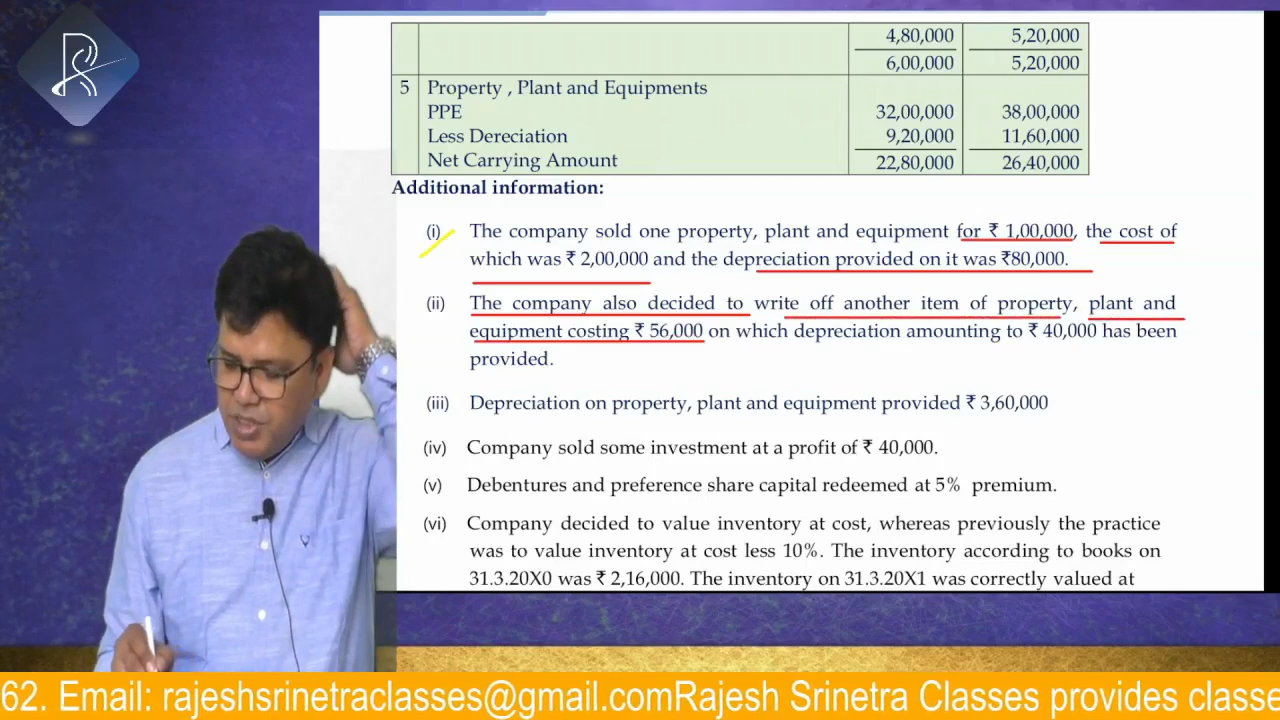 RS
4,80,000 5,20,000
6,00,000 5,20,000
5 Property , Plant and Equipments
PPE 32,00,000 38,00,000
Less Dereciation 9,20,000 11,60,000
Net Carrying Amount 22,80,000 26,40,000
Additional information:
(i) The company sold one property, plant and equipment for ₹ 1,00,000, the cost of
which was ₹ 2,00,000 and the depreciation provided on it was ₹80,000.
(ii) The company also decided to write off another item of property, plant and
equipment costing ₹ 56,000 on which depreciation amounting to ₹ 40,000 has been
provided.
(iii) Depreciation on property, plant and equipment provided ₹ 3,60,000
(iv) Company sold some investment at a profit of ₹ 40,000.
(v) Debentures and preference share capital redeemed at 5% premium.
(vi) Company decided to value inventory at cost, whereas previously the practice
was to value inventory at cost less 10%. The inventory according to books on
31.3.20X0 was ₹ 2,16,000. The inventory on 31.3.20X1 was correctly valued at
62. Email: rajeshsrinetraclasses@gmail.comRajesh Srinetra Classes provides classe